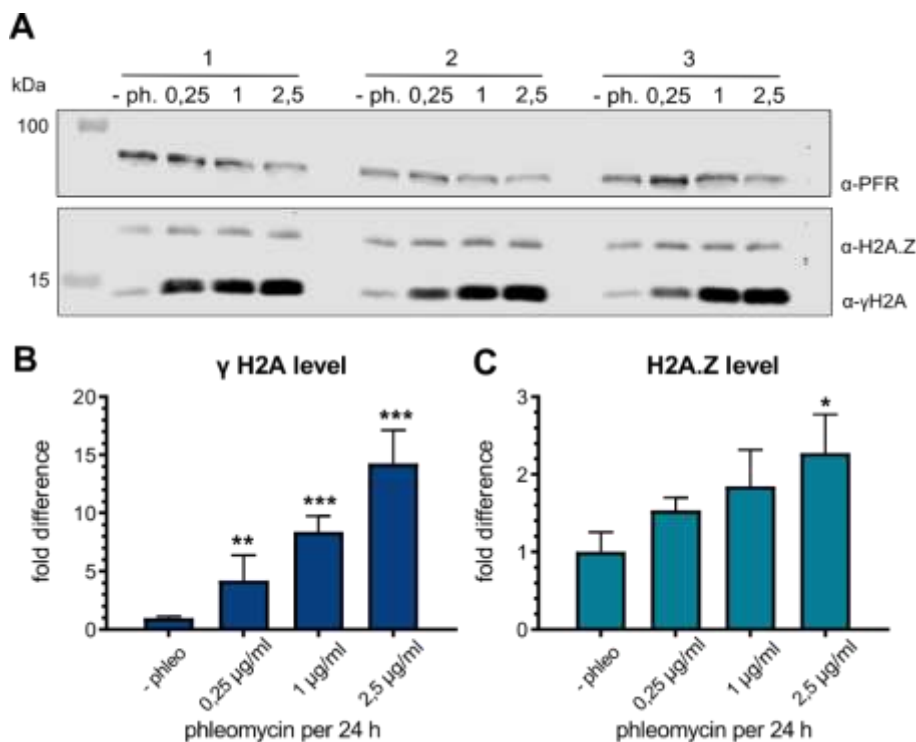 A
1 2 3
kDa
- ph. 0,25 1 2,5 - ph. 0,25 1 2,5 - ph. 0,25 1 2,5
100
α-PFR
α-H2A.Z
15
α-γH2A
B
γ H2A level
fold difference
20
15
10
5
0
**
***
***
- phleo
0,25 µg/ml
1 µg/ml
2,5 µg/ml
phleomycin per 24 h
C
H2A.Z level
fold difference
3
2
1
0
*
- phleo
0,25 µg/ml
1 µg/ml
2,5 µg/ml
phleomycin per 24 h